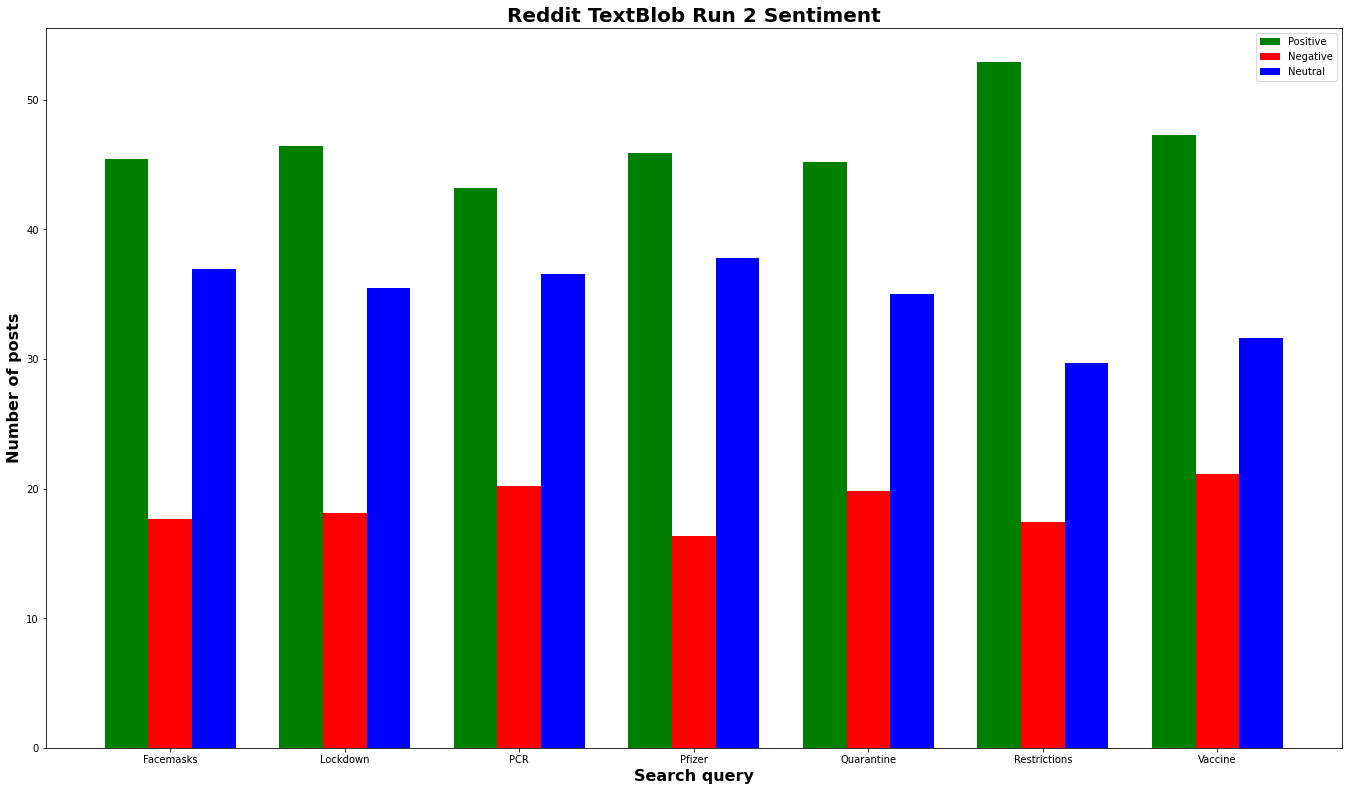 Reddit TextBlob Run 2 Sentiment
Positive
Negative
Neutral
Number of posts
50
40
30
20
10
0
Facemasks Lockdown PCR Pfizer Quarantine Restrictions Vaccine
Search query